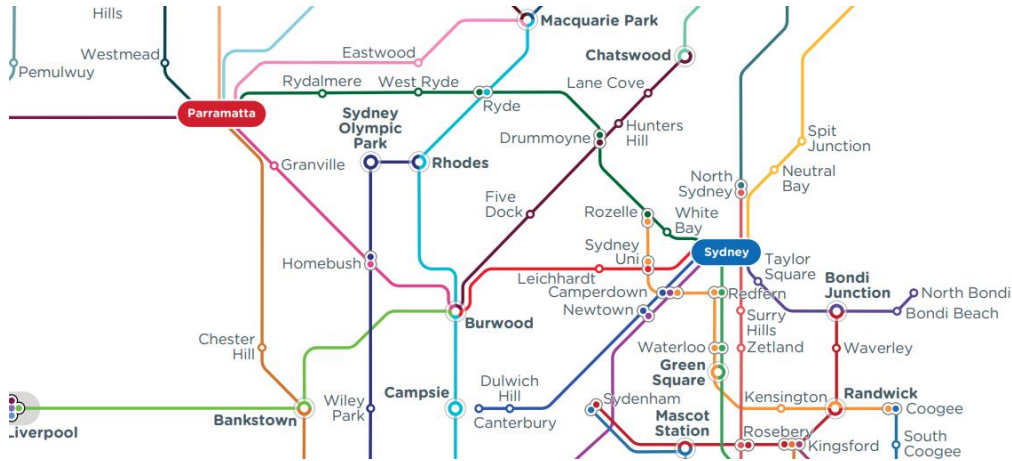 Hills
Westmead
Pemulwuy
Macquarie Park
Eastwood
Chatswood
Rydalmere
West Ryde
Lane Cove
Parramatta
Sydney
Olympic
Park
Ryde
Drummoyne
Hunters
Hill
Spit
Junction
Granville
Rhodes
North
Sydney
Neutral
Bay
Five
Dock
Rozelle
White
Bay
Homebush
Sydney
Uni
Sydney
Leichhardt
Taylor
Square
Camperdown
Redfern
Bondi
Junction
North Bondi
Bondi Beach
Newtown
Burwood
Surry
Hills
Chester
Hill
Waterloo
Zetland
Waverley
Green
Square
Wiley
Park
Campsie
Dulwich
Hill
Canterbury
Sydenham
Kensington
Randwick
Coogee
Liverpool
Bankstown
Mascot
Station
Rosebery
Kingsford
South
Coogee